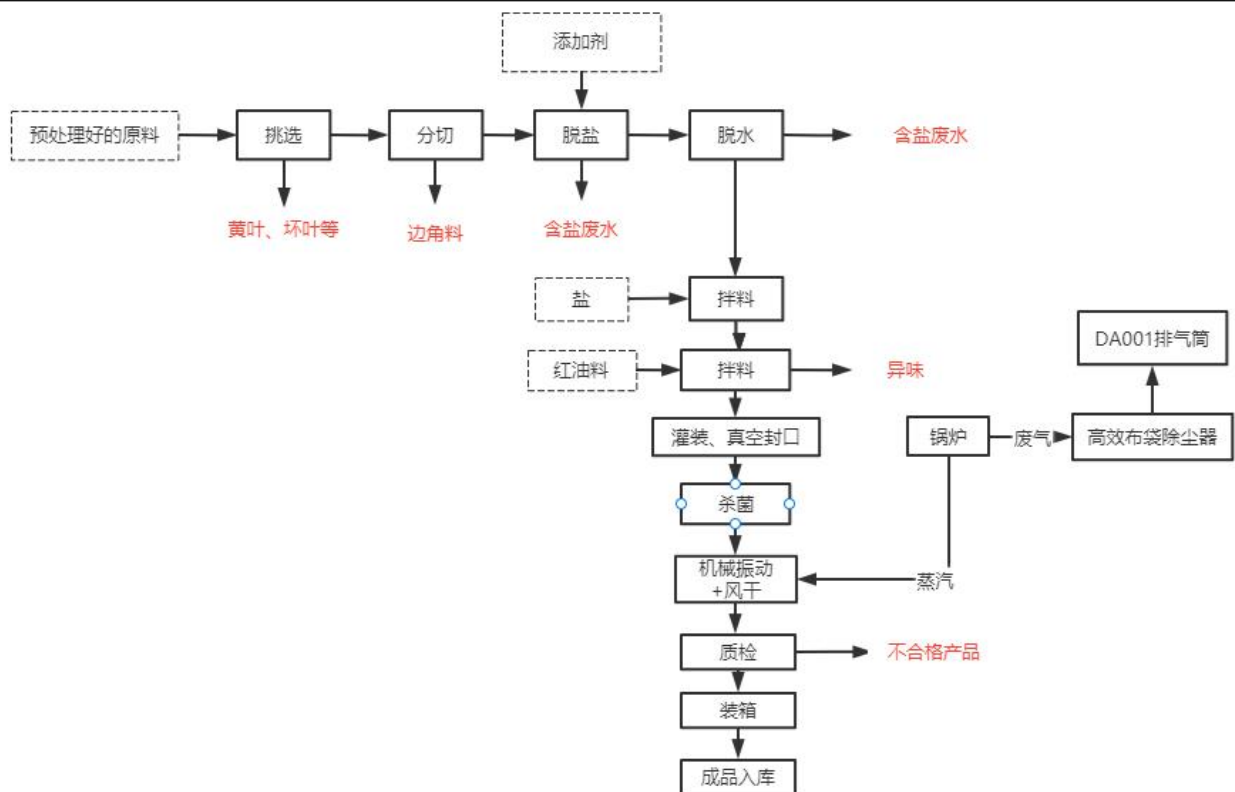 添加剂
预处理好的原料
挑选
分切
脱盐
脱水
含盐废水
黄叶、坏叶等
边角料
含盐废水
盐
拌料
红油料
拌料
异味
DA001排气筒
灌装、真空封口
锅炉
废气
高效布袋除尘器
杀菌
机械振动
+风干
蒸汽
质检
不合格产品
装箱
成品入库